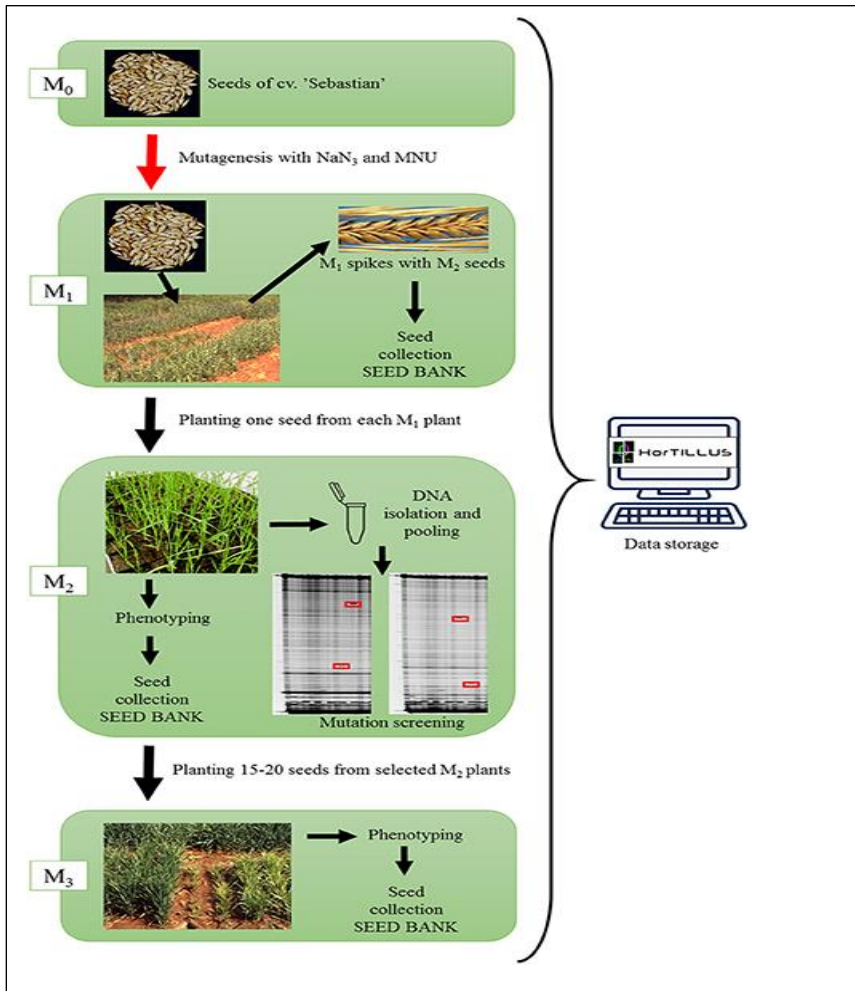 M₀
Seeds of cv. ’Sebastian’
Mutagenesis with NaN₃ and MNU
M₁
M₁ spikes with M₂ seeds
Seed
collection
SEED BANK
Planting one seed from each M₁ plant
M₂
DNA
isolation and
pooling
Phenotyping
Seed
collection
SEED BANK
Mutation screening
Planting 15-20 seeds from selected M₂ plants
M₃
Phenotyping
Seed
collection
SEED BANK
HorTILLUS
Data storage